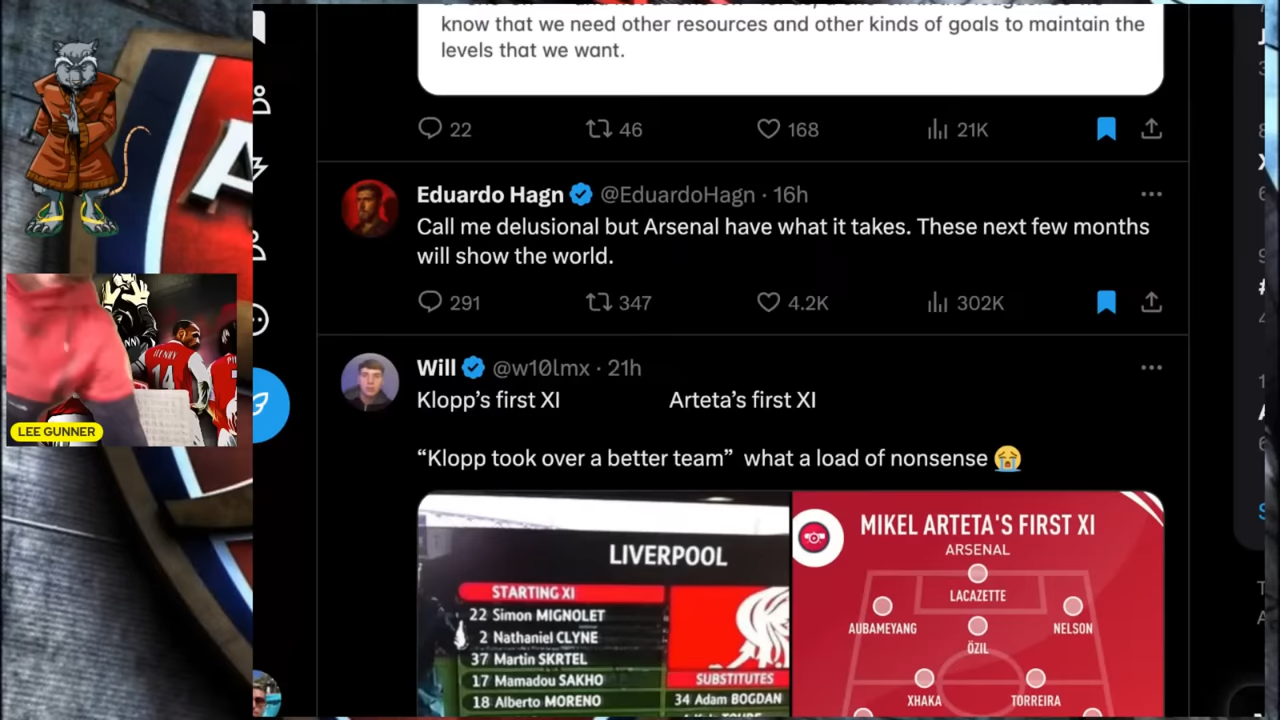 know that we need other resources and other kinds of goals to maintain the
levels that we want.
22 46 168 21K
Eduardo Hagn @EduardoHagn · 16h
Call me delusional but Arsenal have what it takes. These next few months
will show the world.
291 347 4.2K 302K
Will @w10lmx · 21h
Klopp’s first XI Arteta’s first XI
“Klopp took over a better team” what a load of nonsense 😭
LIVERPOOL
STARTING XI
22 Simon MIGNOLET
2 Nathaniel CLYNE
37 Martin SKRTEL
17 Mamadou SAKHO
18 Alberto MORENO
SUBSTITUTES
34 Adam BOGDAN
MIKEL ARTETA'S FIRST XI
ARSENAL
LACAZETTE
AUBAMEYANG
NELSON
ÖZIL
XHAKA
TORREIRA
HENRY
14
LEE GUNNER